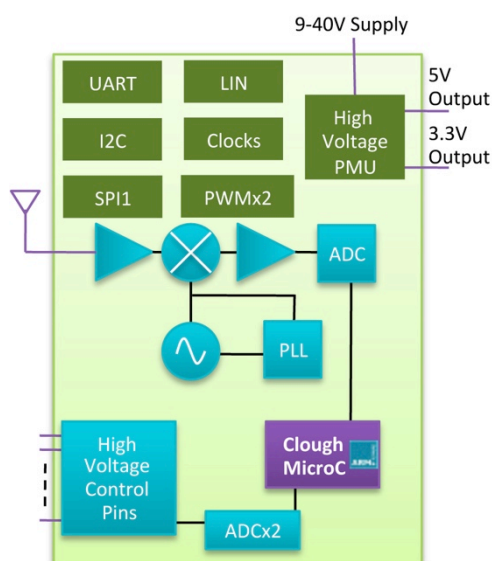 9-40V Supply
UART
LIN
5V
Output
High
Voltage
PMU
I2C
Clocks
3.3V
Output
SPI1
PWMx2
ADC
PLL
High
Voltage
Control
Pins
Clough
MicroC
ARM
ADCx2